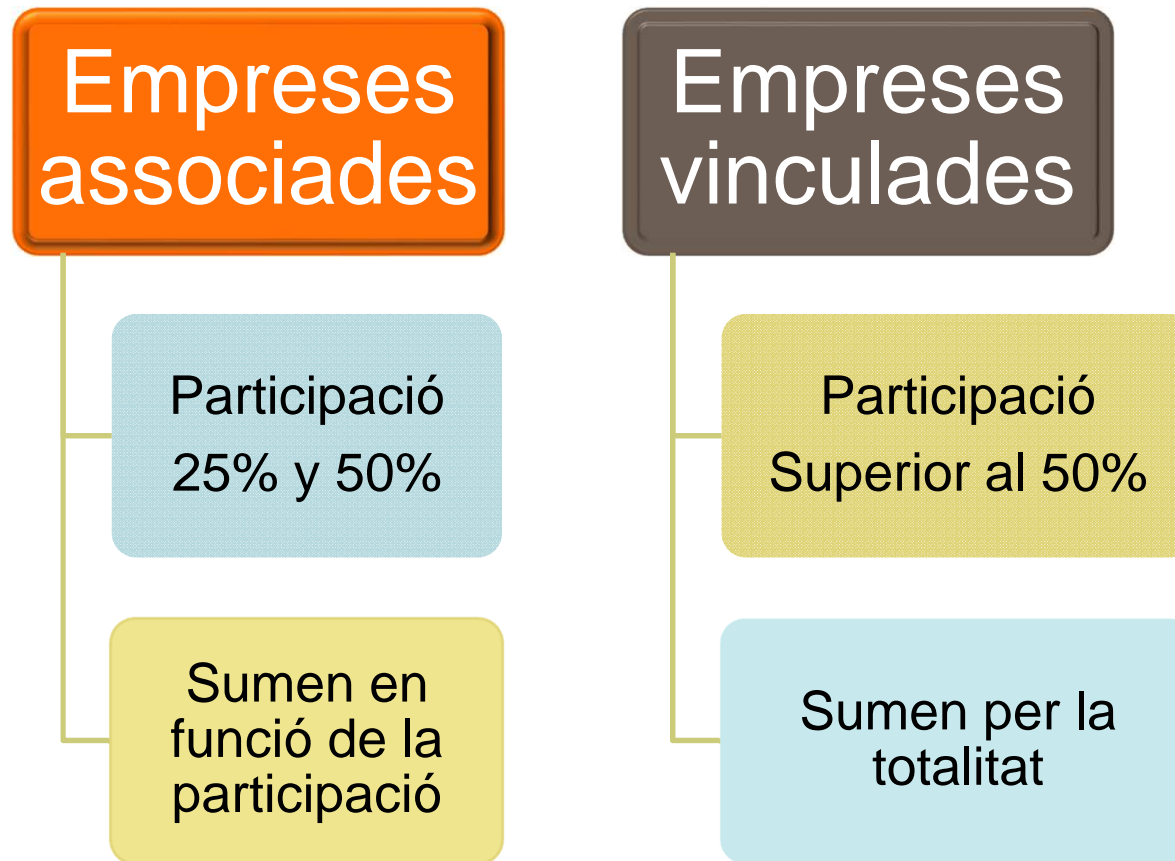 Empreses
associades
Participació
25% y 50%
Sumen en
funció de la
participació
Empreses
vinculades
Participació
Superior al 50%
Sumen per la
totalitat